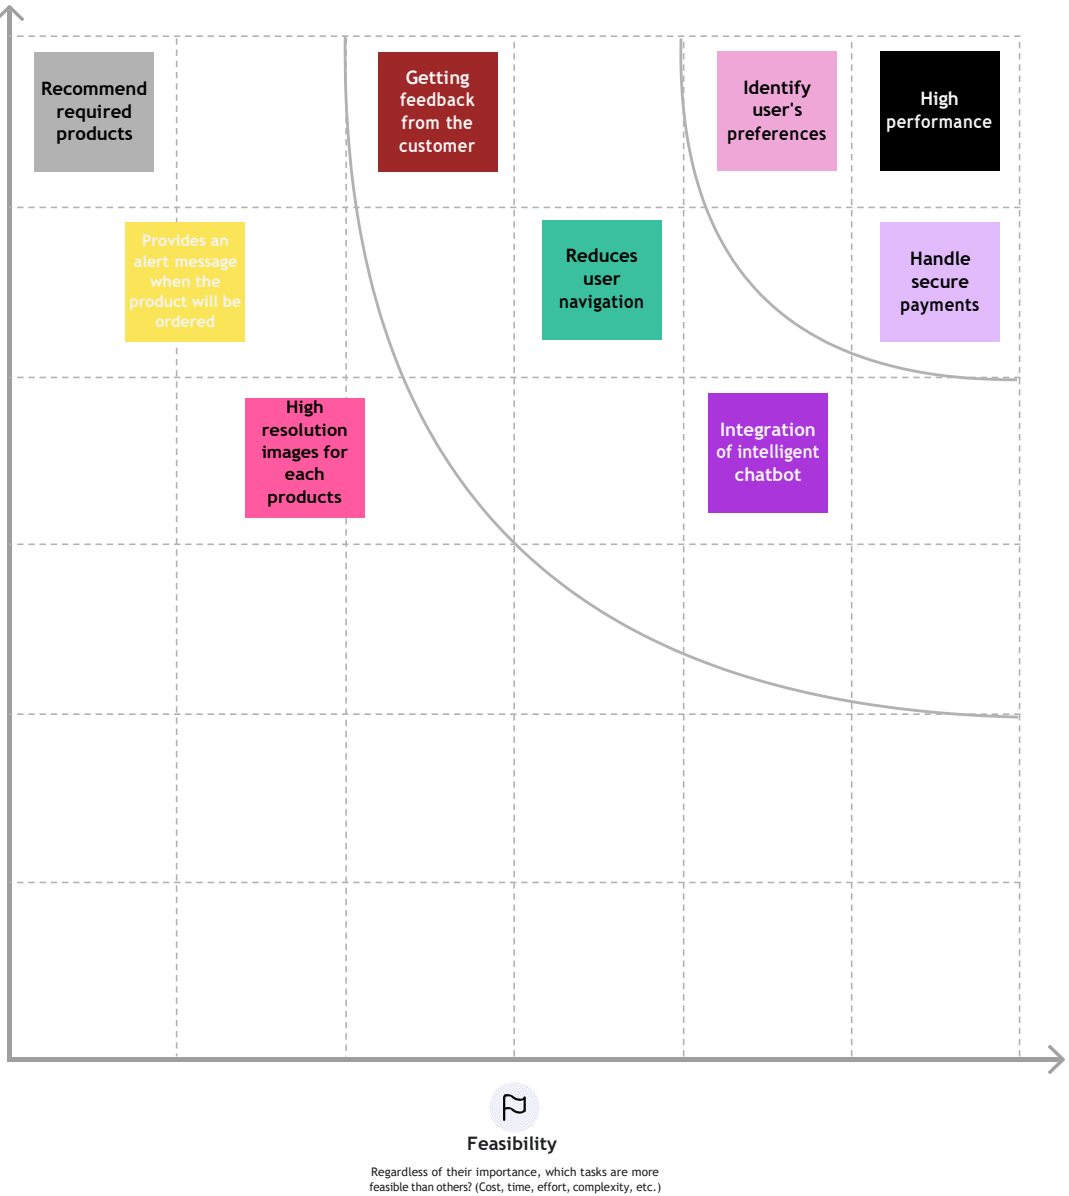 Recommend
required
products
Getting
feedback
from the
customer
Identify
user's
preferences
High
performance
Provides an
alert message
when the
product will be
ordered
Reduces
user
navigation
Handle
secure
payments
High
resolution
images for
each
products
Integration
of intelligent
chatbot
Feasibility
Regardless of their importance, which tasks are more
feasible than others? (Cost, time, effort, complexity, etc.)